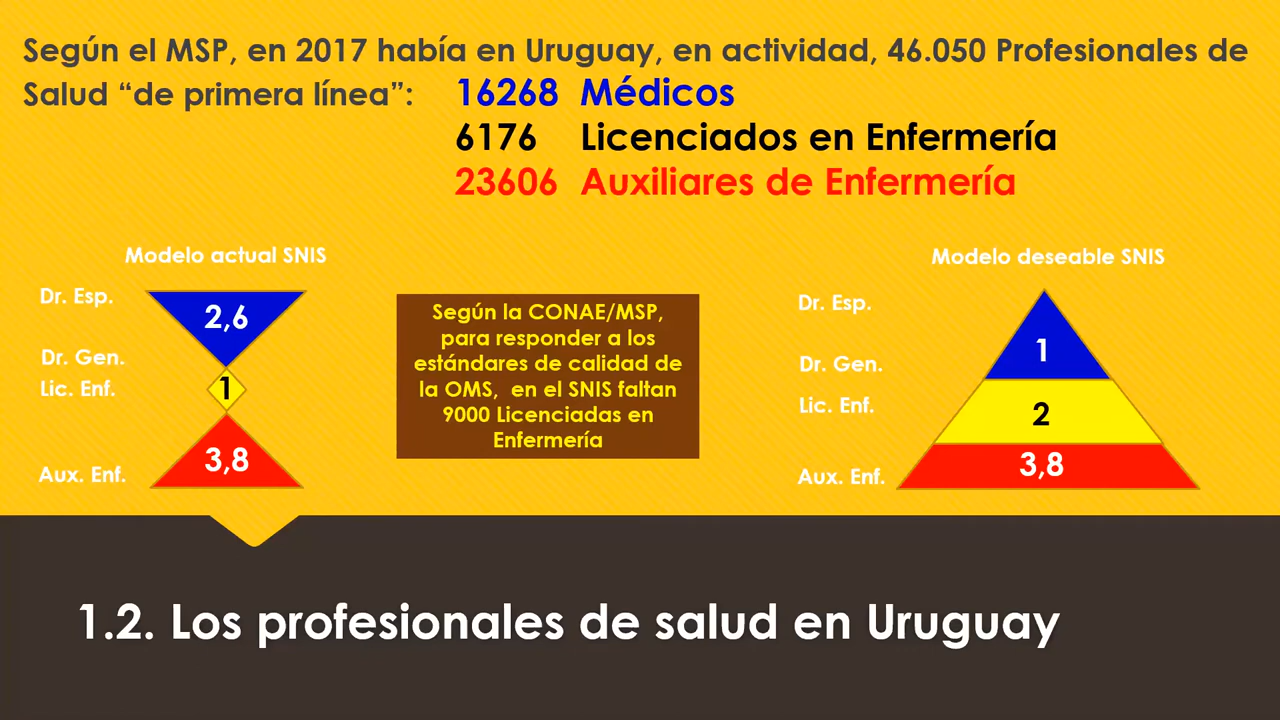 Según el MSP, en 2017 había en Uruguay, en actividad, 46.050 Profesionales de
Salud “de primera línea”: 16268 Médicos
6176 Licenciados en Enfermería
23606 Auxiliares de Enfermería
Modelo actual SNIS
Dr. Esp.
2,6
Dr. Gen.
Lic. Enf.
1
Aux. Enf.
3,8
Según la CONAE/MSP,
para responder a los
estándares de calidad de
la OMS, en el SNIS faltan
9000 Licenciadas en
Enfermería
Modelo deseable SNIS
Dr. Esp.
Dr. Gen.
1
Lic. Enf.
2
Aux. Enf.
3,8
1.2. Los profesionales de salud en Uruguay